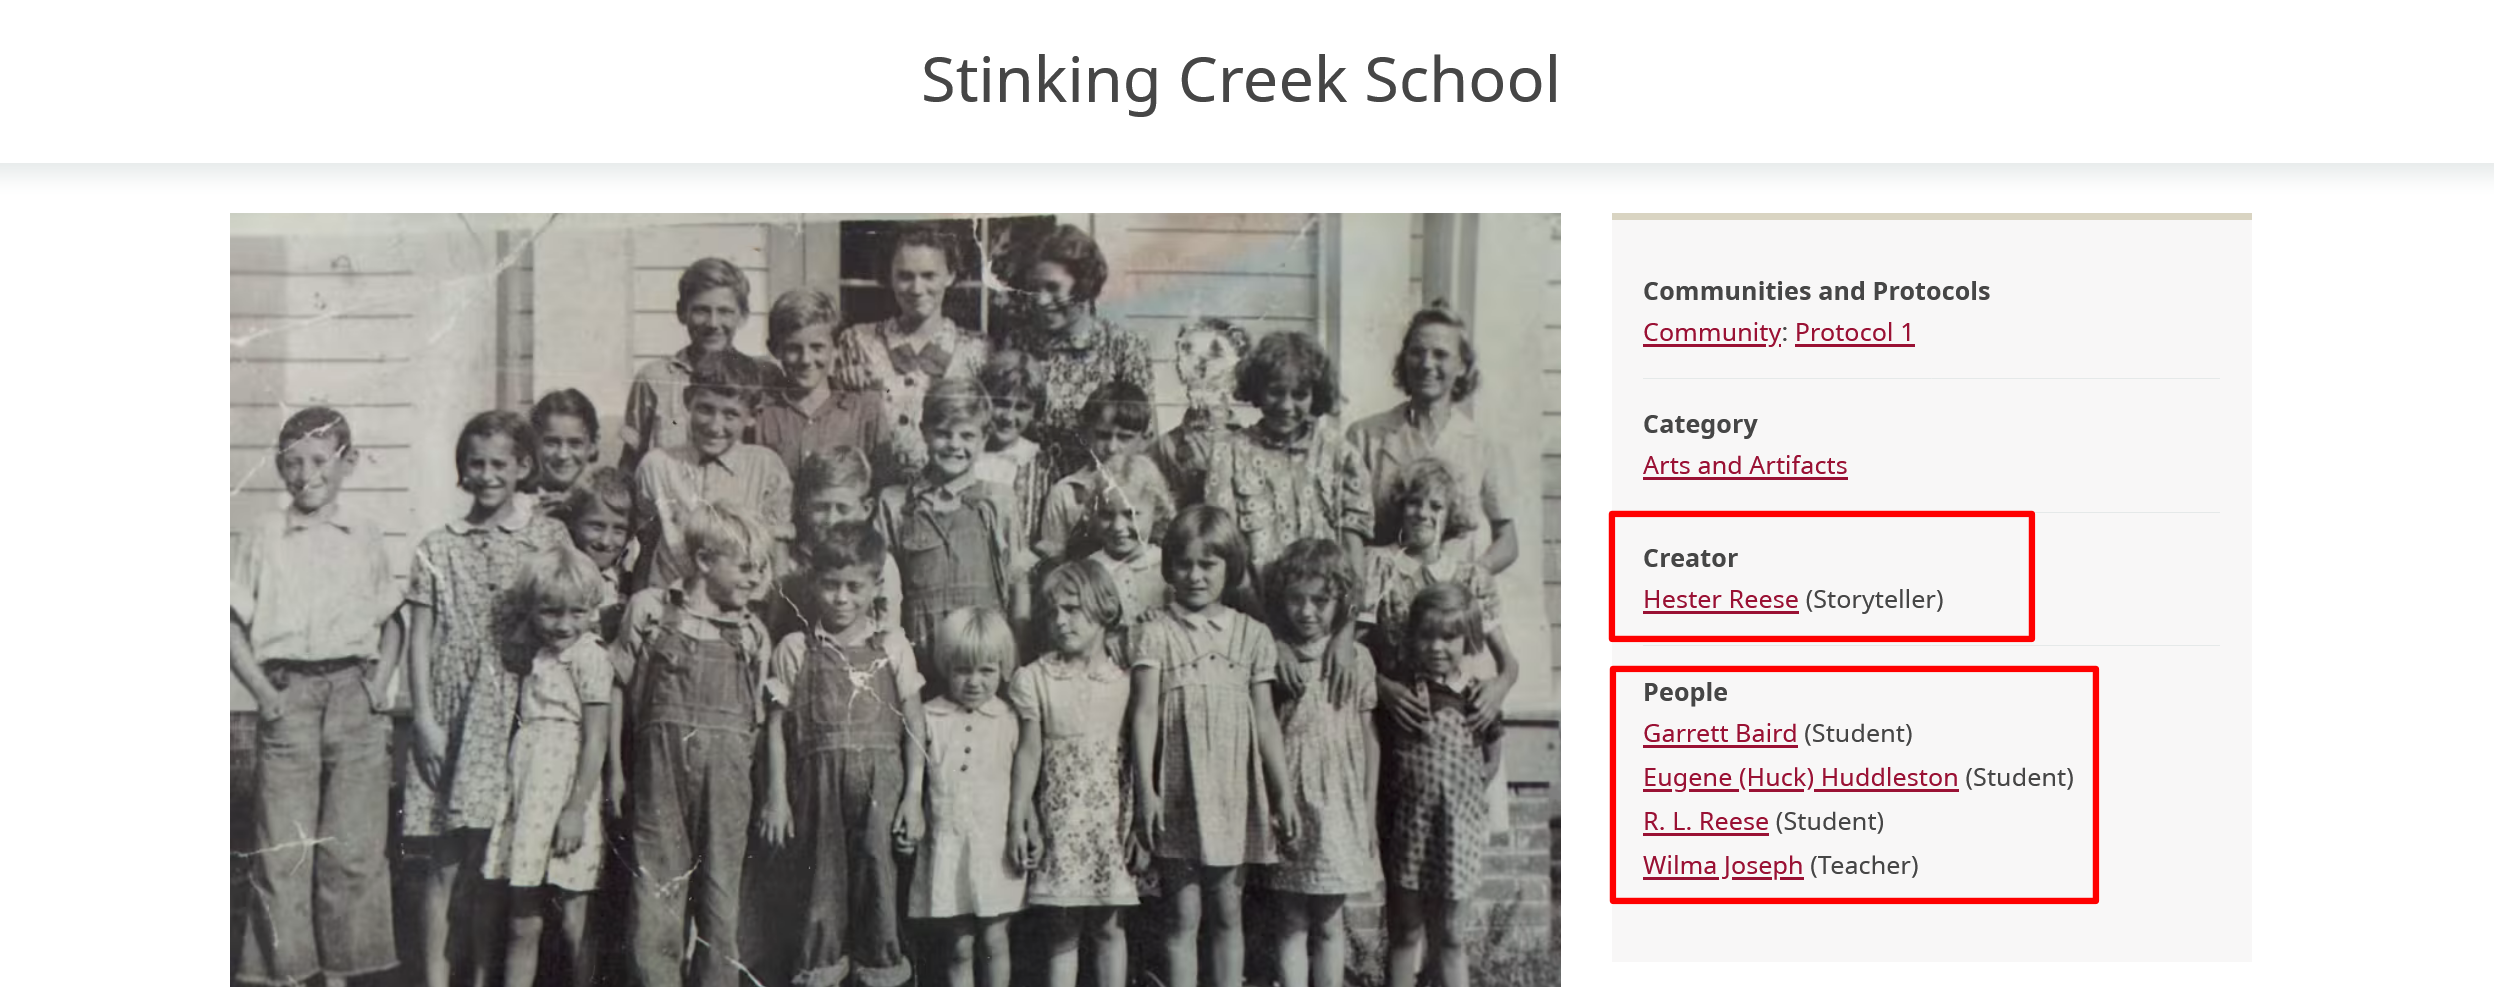 Stinking Creek School
Communities and Protocols
Community: Protocol 1
Category
Arts and Artifacts
Creator
Hester Reese (Storyteller)
People
Garrett Baird (Student)
Eugene (Huck) Huddleston (Student)
R. L. Reese (Student)
Wilma Joseph (Teacher)